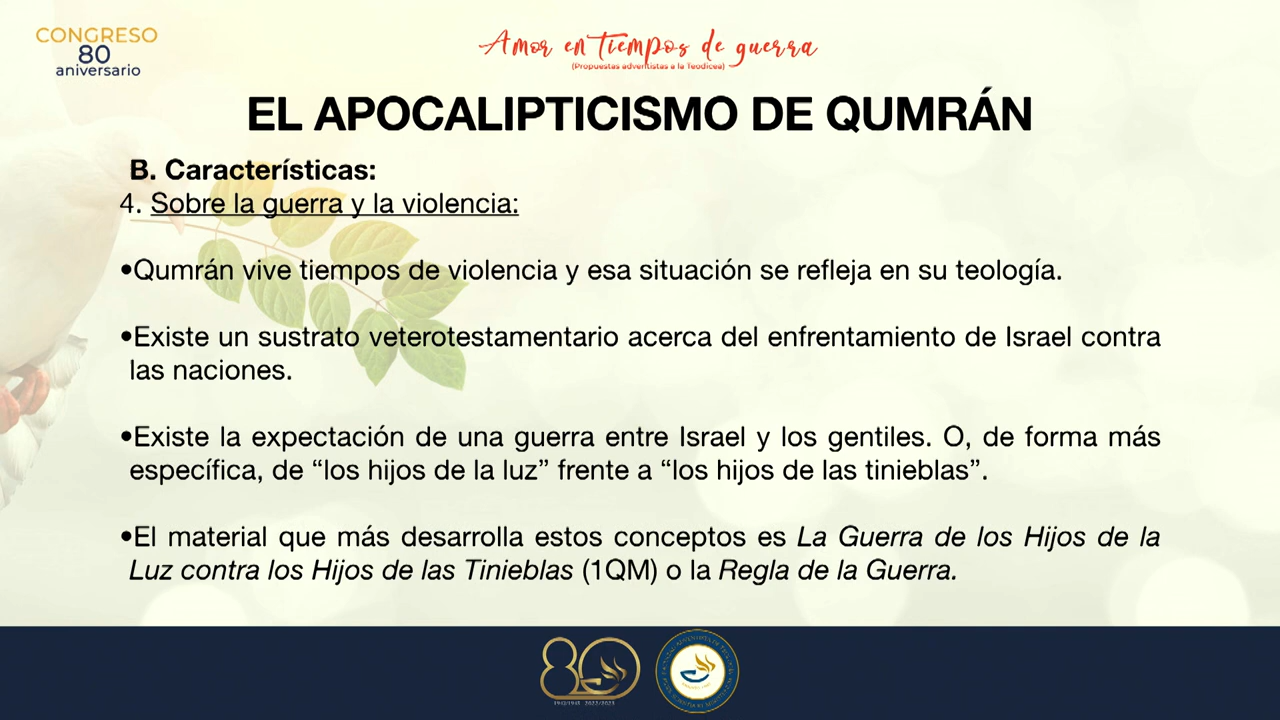 CONGRESO
80
aniversario
Amor en Tiempos de guerra
(Propuestas adventistas a la Teodicea)
EL APOCALIPTICISMO DE QUMRÁN
B. Características:
4. Sobre la guerra y la violencia:
•Qumrán vive tiempos de violencia y esa situación se refleja en su teología.
•Existe un sustrato veterotestamentario acerca del enfrentamiento de Israel contra
las naciones.
•Existe la expectación de una guerra entre Israel y los gentiles. O, de forma más
específica, de “los hijos de la luz” frente a “los hijos de las tinieblas”.
•El material que más desarrolla estos conceptos es La Guerra de los Hijos de la
Luz contra los Hijos de las Tinieblas (1QM) o la Regla de la Guerra.
80